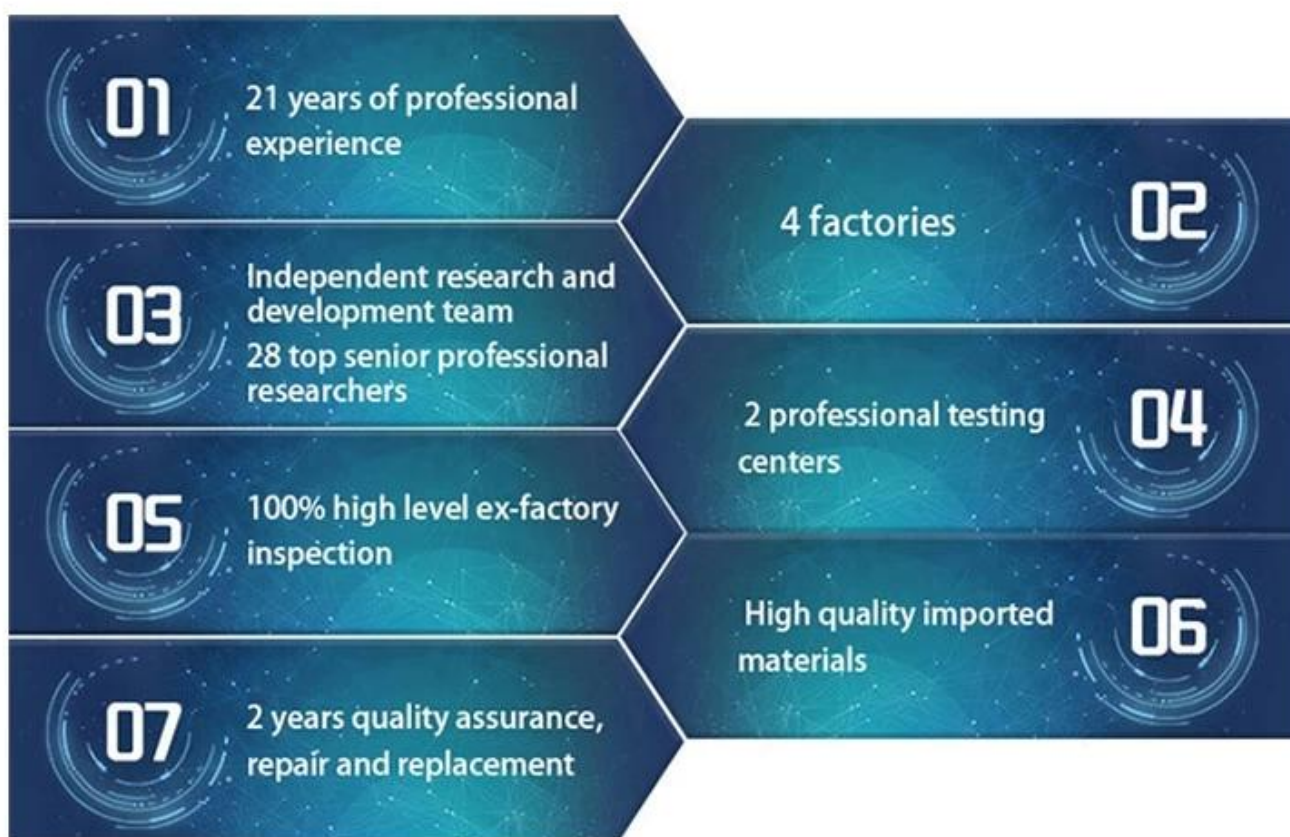 01
21 years of professional
experience
02
4 factories
03
Independent research and
development team
28 top senior professional
researchers
04
2 professional testing
centers
05
100% high level ex-factory
inspection
06
High quality imported
materials
07
2 years quality assurance,
repair and replacement